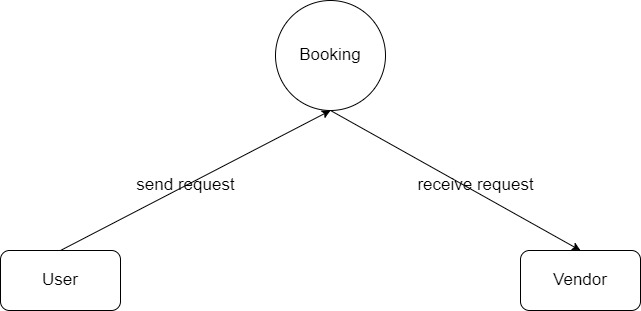 Booking
send request
receive request
User
Vendor